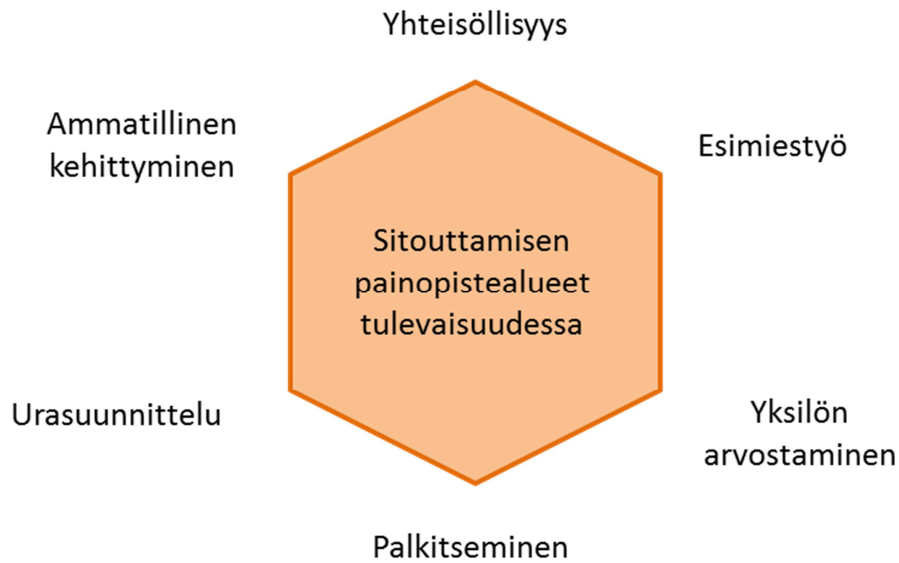 Yhteisöllisyys
Ammatillinen
kehittyminen
Esimiestyö
Sitouttamisen
painopistealueet
tulevaisuudessa
Urasuunnittelu
Yksilön
arvostaminen
Palkitseminen